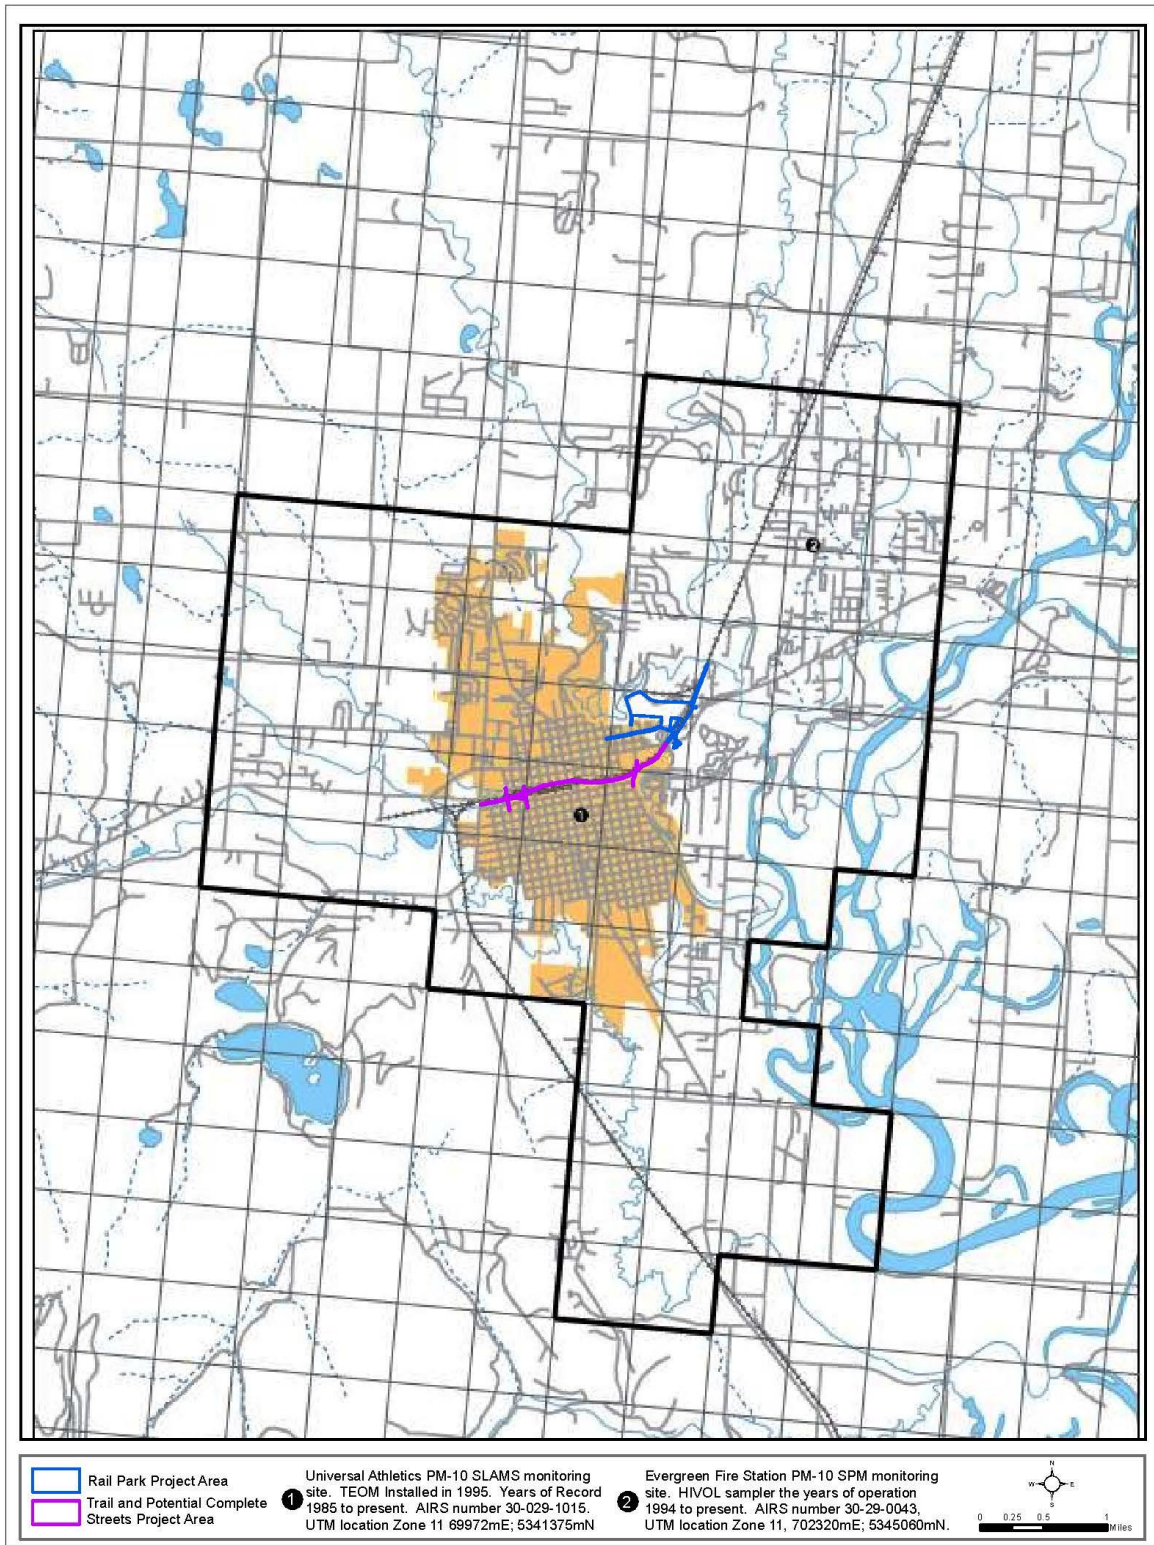 2
1
Rail Park Project Area
Trail and Potential Complete
Streets Project Area
1
Universal Athletics PM-10 SLAMS monitoring
site. TEOM Installed in 1995. Years of Record
1985 to present. AIRS number 30-029-1015.
UTM location Zone 11 69972mE; 5341375mN
2
Evergreen Fire Station PM-10 SPM monitoring
site. HIVOL sampler the years of operation
1994 to present. AIRS number 30-29-0043,
UTM location Zone 11, 702320mE; 5345060mN.
N
W E
S
0 0.25 0.5 1
Miles